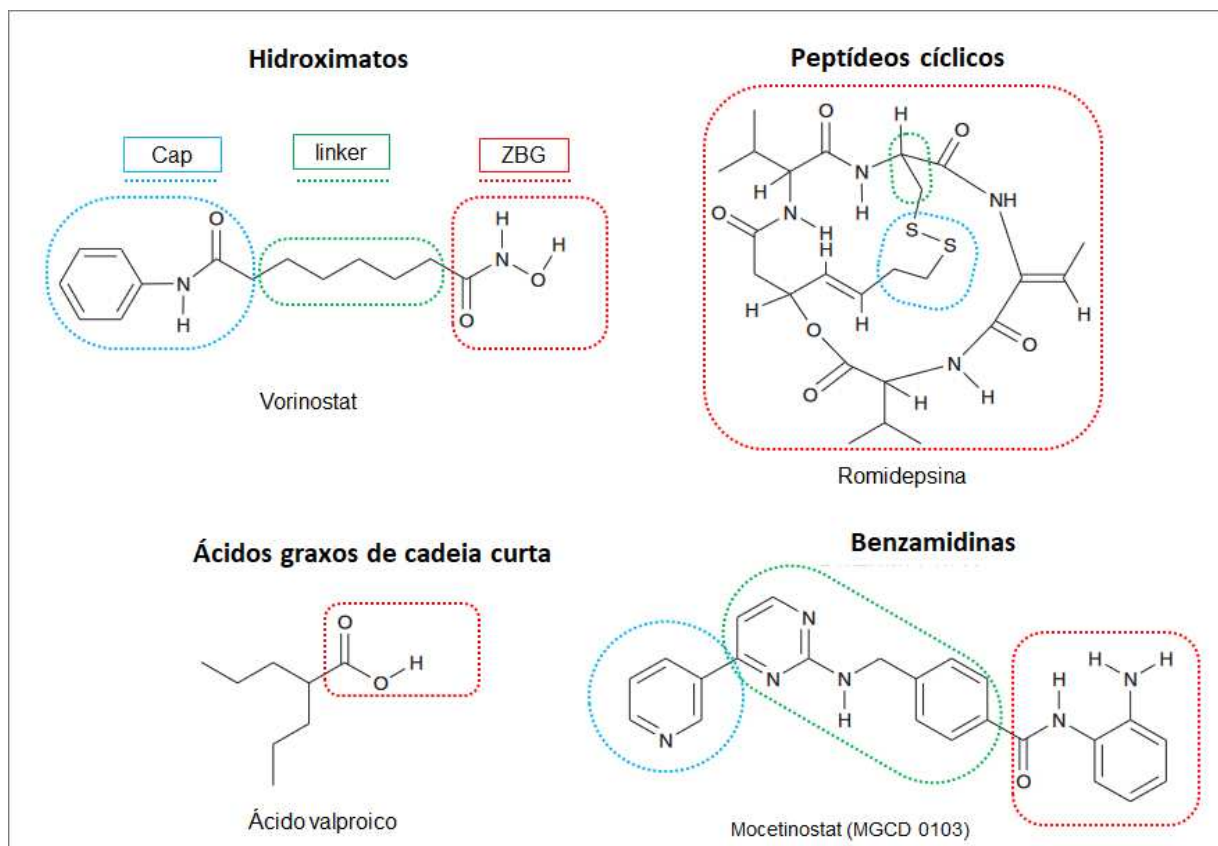 Hidroximatos
Peptídeos cíclicos
Cap
linker
ZBG
O
N
H
H
N
O
H
O
Vorinostat
O
H
O
N
H
H
NH
O
N
H
H
S
S
H
H
H
O
O
N
H
O
H
H
Romidepsina
Ácidos graxos de cadeia curta
Benzamidinas
O
O
H
Ácido valproico
N
N
N
N
H
H
N
O
H
N
H
Mocetinostat (MGCD 0103)